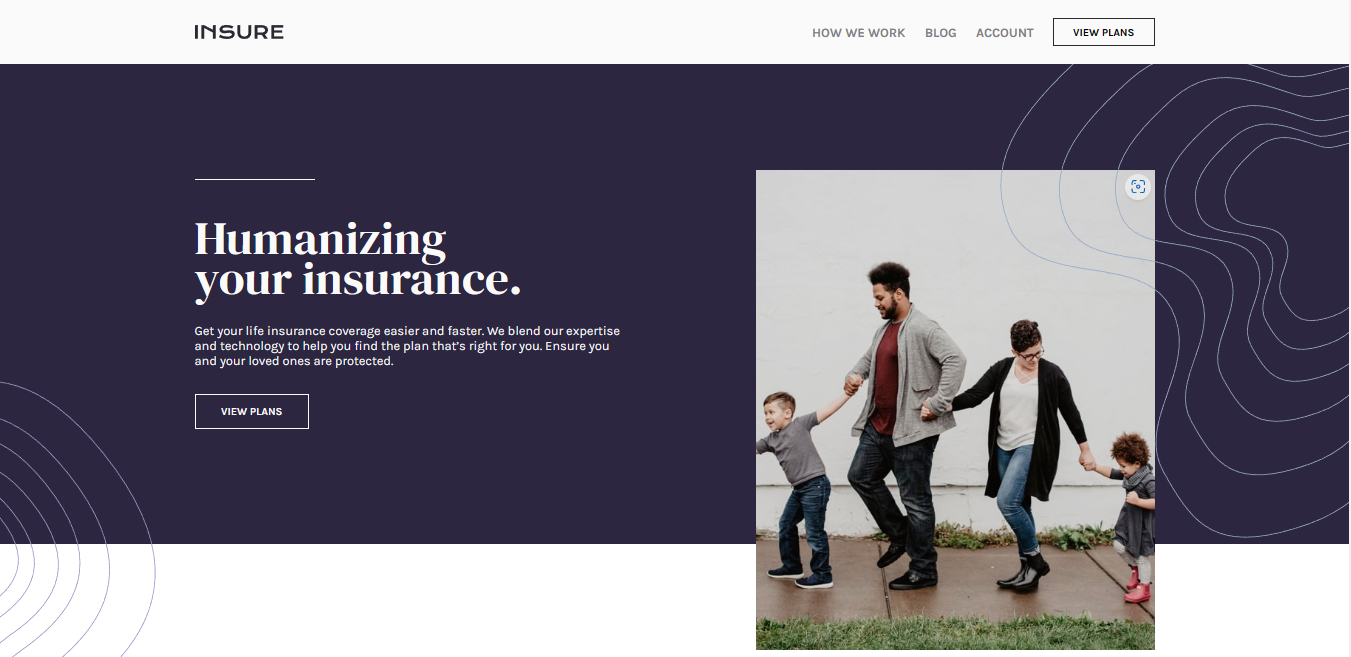 INSURE
HOW WE WORK BLOG ACCOUNT VIEW PLANS
Humanizing
your insurance.
Get your life insurance coverage easier and faster. We blend our expertise
and technology to help you find the plan that’s right for you. Ensure you
and your loved ones are protected.
VIEW PLANS